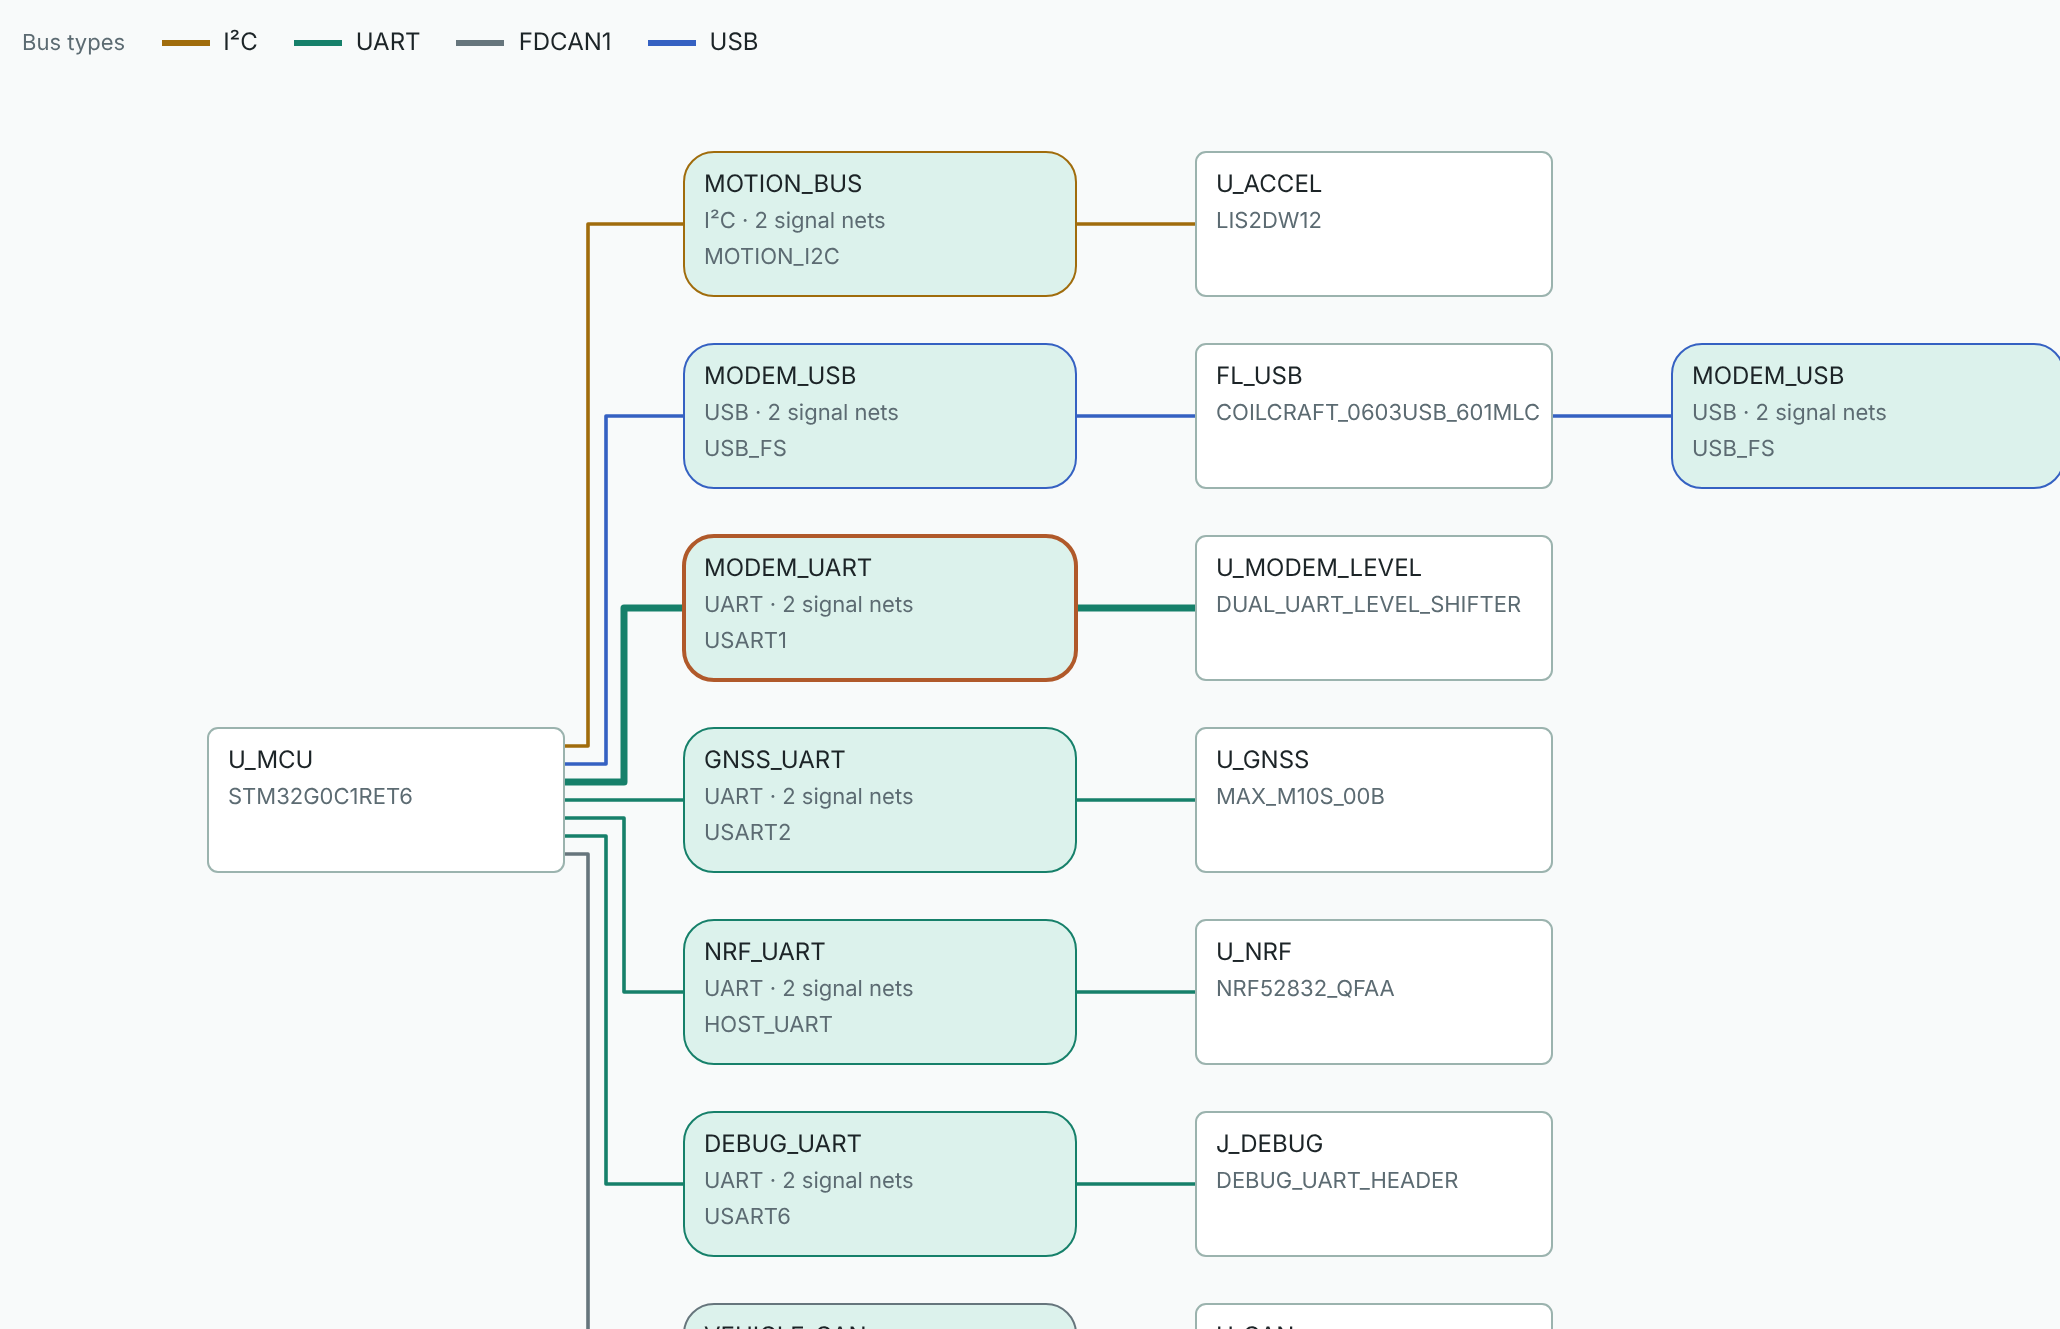 Bus types I²C UART FDCAN1 USB
MOTION_BUS
I²C · 2 signal nets
MOTION_I2C
U_ACCEL
LIS2DW12
MODEM_USB
USB · 2 signal nets
USB_FS
FL_USB
COILCRAFT_0603USB_601MLC
MODEM_USB
USB · 2 signal nets
USB_FS
MODEM_UART
UART · 2 signal nets
USART1
U_MODEM_LEVEL
DUAL_UART_LEVEL_SHIFTER
U_MCU
STM32G0C1RET6
GNSS_UART
UART · 2 signal nets
USART2
U_GNSS
MAX_M10S_00B
NRF_UART
UART · 2 signal nets
HOST_UART
U_NRF
NRF52832_QFAA
DEBUG_UART
UART · 2 signal nets
USART6
J_DEBUG
DEBUG_UART_HEADER